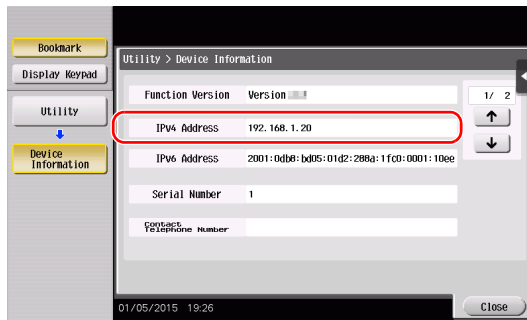 Bookmark
Display Keypad
Utility
Device
Information
Utility > Device Information
Function Version Version
IPv4 Address 192.168.1.20
IPv6 Address 2001:0db8:bd05:01d2:288a:1fc0:0001:10ee
Serial Number 1
Contact
Telephone Number
1/ 2
01/05/2015 19:26
Close